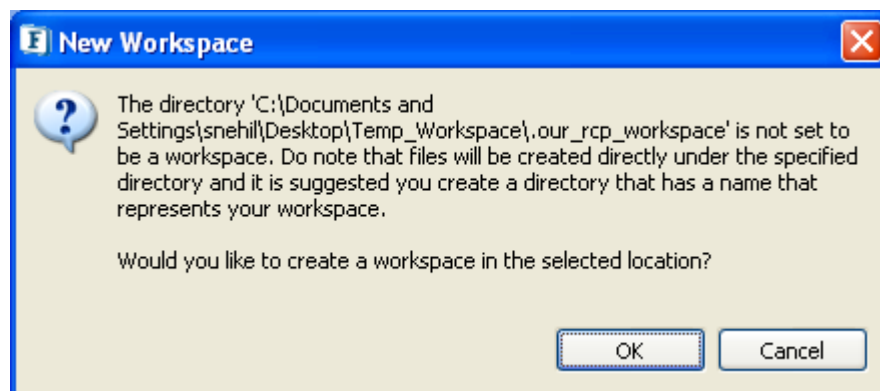 New Workspace
The directory 'C:\Documents and
Settings\snehil\Desktop\Temp_Workspace\.our_rcp_workspace' is not set to
be a workspace. Do note that files will be created directly under the specified
directory and it is suggested you create a directory that has a name that
represents your workspace.
Would you like to create a workspace in the selected location?
OK Cancel